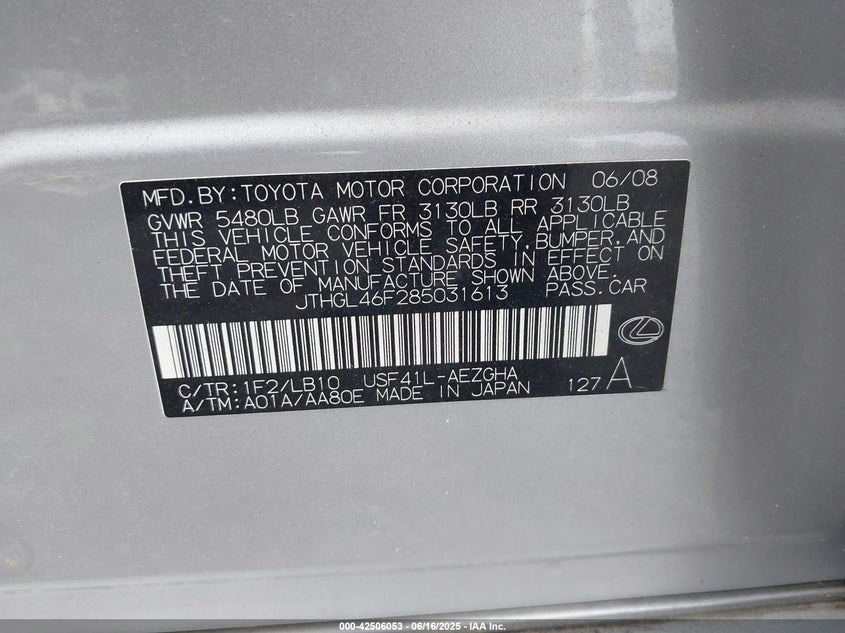 MFD.BY:TOYOTA MOTOR CORPORATION 06/08
GVWR 5480LB GAWR FR 3130LB RR 3130LB
THIS VEHICLE CONFORMS TO ALL APPLICABLE
FEDERAL MOTOR VEHICLE SAFETY,BUMPER,AND
THEFT PREVENTION STANDARDS IN EFFECT ON
THE DATE OF MANUFACTURE SHOWN ABOVE.
JTHGL46F285031613 PASS.CAR
C/TR:1F2/LB10 USF41L-AEZGHA
A/TM:A01A/AA80E MADE IN JAPAN 127A
000-42506053 - 06/16/2025 - IAA Inc.